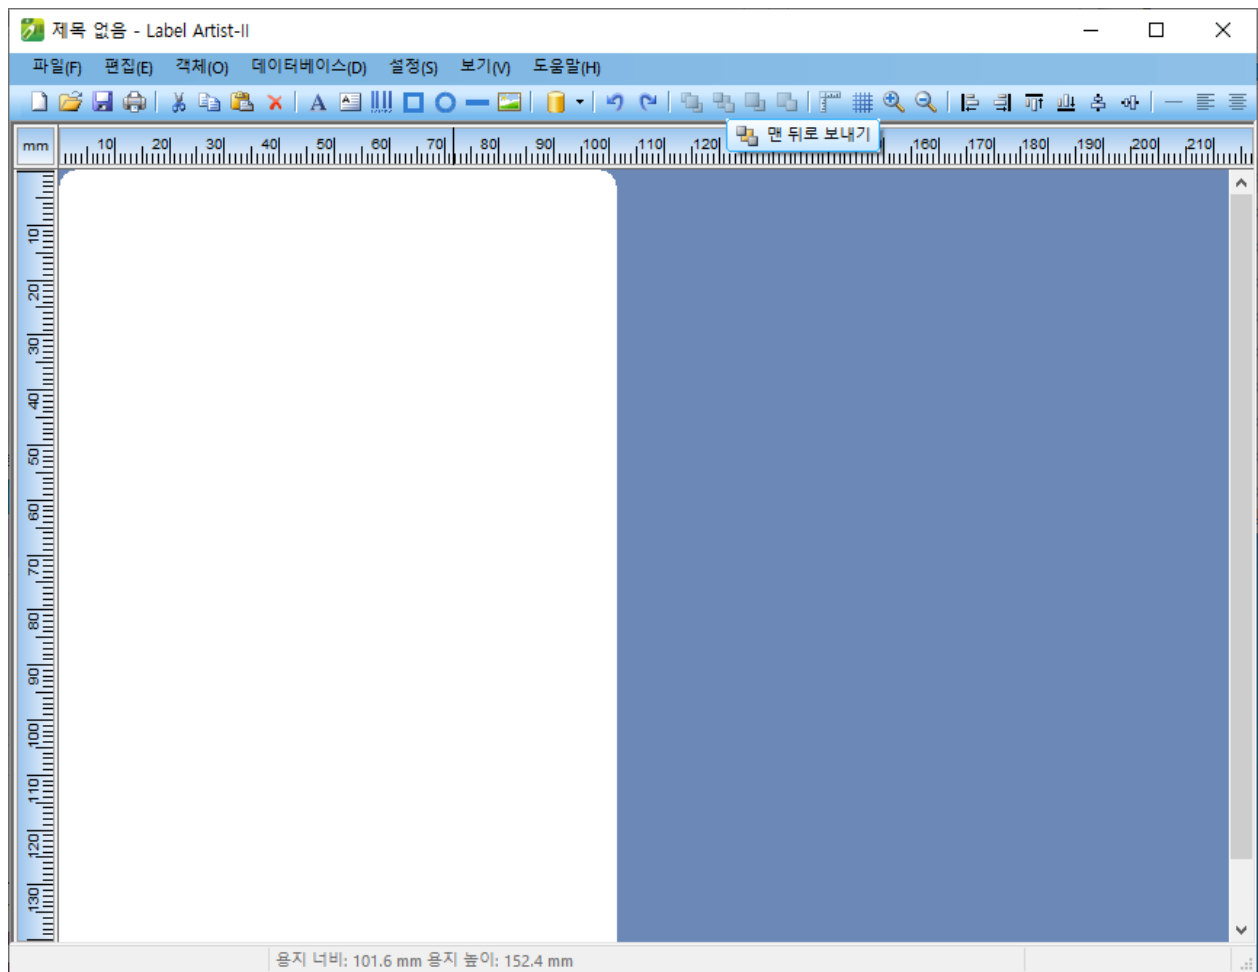 제목 없음 - Label Artist-II
파일(F) 편집(E) 객체(O) 데이터베이스(D) 설정(S) 보기(V) 도움말(H)
맨 뒤로 보내기
mm 10 20 30 40 50 60 70 80 90 100 110 120 160 170 180 190 200 210
10
20
30
40
50
60
70
80
90
100
110
120
130
용지 너비: 101.6 mm 용지 높이: 152.4 mm